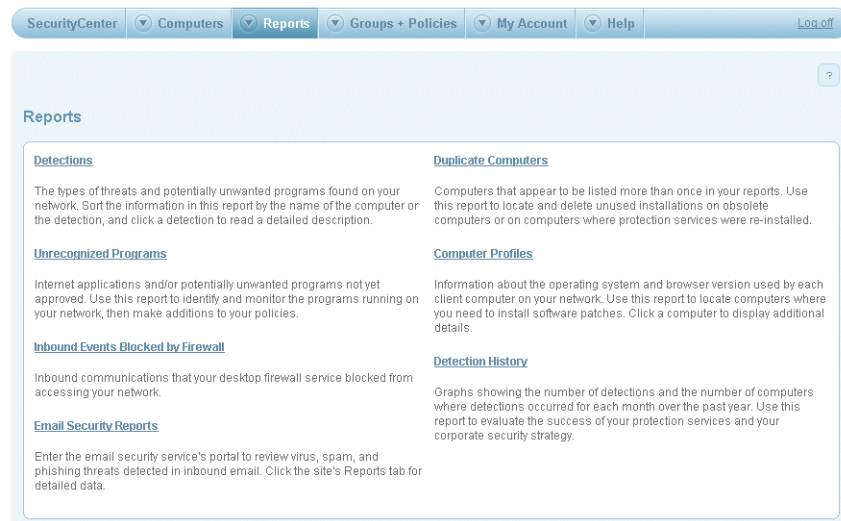 SecurityCenter Computers Reports Groups + Policies My Account Help Log off
?
Reports
Detections
The types of threats and potentially unwanted programs found on your
network. Sort the information in this report by the name of the computer or
the detection, and click a detection to read a detailed description.
Unrecognized Programs
Internet applications and/or potentially unwanted programs not yet
approved. Use this report to identify and monitor the programs running on
your network, then make additions to your policies.
Inbound Events Blocked by Firewall
Inbound communications that your desktop firewall service blocked from
accessing your network.
Email Security Reports
Enter the email security service's portal to review virus, spam, and
phishing threats detected in inbound email. Click the site's Reports tab for
detailed data.
Duplicate Computers
Computers that appear to be listed more than once in your reports. Use
this report to locate and delete unused installations on obsolete
computers or on computers where protection services were re-installed.
Computer Profiles
Information about the operating system and browser version used by each
client computer on your network. Use this report to locate computers where
you need to install software patches. Click a computer to display additional
details.
Detection History
Graphs showing the number of detections and the number of computers
where detections occurred for each month over the past year. Use this
report to evaluate the success of your protection services and your
corporate security strategy.